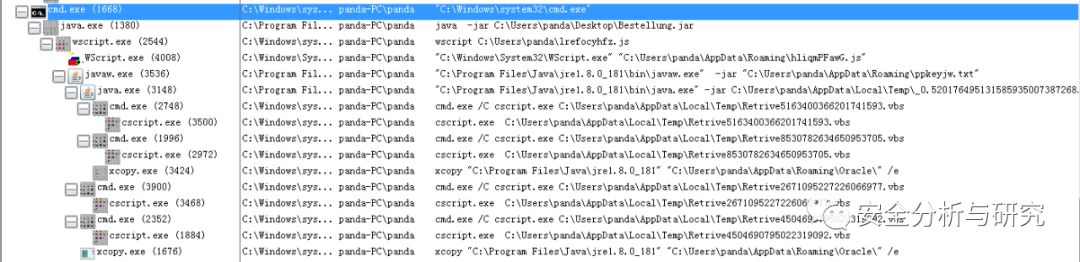 cmd.exe (1668) C:\Windows\sys... panda-PC\panda "C:\Windows\system32\cmd.exe"
java.exe (1380) C:\Program Fil... panda-PC\panda java -jar C:\Users\panda\Desktop\Bestellung.jar
wscript.exe (2544) C:\Windows\sys... panda-PC\panda wscript C:\Users\panda\lrefocyhfz.js
WScript.exe (4008) C:\Windows\Sys... panda-PC\panda "C:\Windows\System32\WScript.exe" "C:\Users\panda\AppData\Roaming\hliqmPFawG.js"
javaw.exe (3536) C:\Program Fil... panda-PC\panda "C:\Program Files\Java\jre1.8.0_181\bin\javaw.exe" -jar "C:\Users\panda\AppData\Roaming\ppkeyjw.txt"
java.exe (3148) C:\Program Fil... panda-PC\panda "C:\Program Files\Java\jre1.8.0_181\bin\java.exe" -jar C:\Users\panda\AppData\Local\Temp\_0.520176495131585935007387268.
cmd.exe (2748) C:\Windows\sys... panda-PC\panda cmd.exe /C cscript.exe C:\Users\panda\AppData\Local\Temp\Retrive5163400366201741593.vbs
cscript.exe (3500) C:\Windows\sys... panda-PC\panda cscript.exe C:\Users\panda\AppData\Local\Temp\Retrive5163400366201741593.vbs
cmd.exe (1996) C:\Windows\sys... panda-PC\panda cmd.exe /C cscript.exe C:\Users\panda\AppData\Local\Temp\Retrive8530782634650953705.vbs
cscript.exe (2972) C:\Windows\sys... panda-PC\panda cscript.exe C:\Users\panda\AppData\Local\Temp\Retrive8530782634650953705.vbs
xcopy.exe (3424) C:\Windows\sys... panda-PC\panda xcopy "C:\Program Files\Java\jre1.8.0_181" "C:\Users\panda\AppData\Roaming\Oracle\" /e
cmd.exe (3900) C:\Windows\sys... panda-PC\panda cmd.exe /C cscript.exe C:\Users\panda\AppData\Local\Temp\Retrive2671095227226066977.vbs
cscript.exe (3468) C:\Windows\sys... panda-PC\panda cscript.exe C:\Users\panda\AppData\Local\Temp\Retrive267109522722606
cmd.exe (2352) C:\Windows\sys... panda-PC\panda cmd.exe /C cscript.exe C:\Users\panda\AppData\Local\Temp\Retrive
cscript.exe (1884) C:\Windows\sys... panda-PC\panda cscript.exe C:\Users\panda\AppData\Local\Temp\Retrive4504690795022319092.vbs
xcopy.exe (1676) C:\Windows\sys... panda-PC\panda xcopy "C:\Program Files\Java\jre1.8.0_181" "C:\Users\panda\AppData\Roaming\Oracle\" /e
安全分析与研究